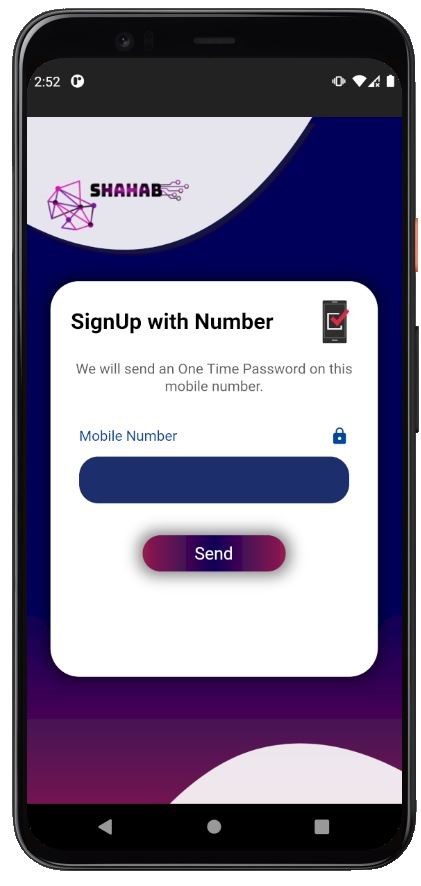 2:52
SHAHAB
SignUp with Number
We will send an One Time Password on this
mobile number.
Mobile Number
Send